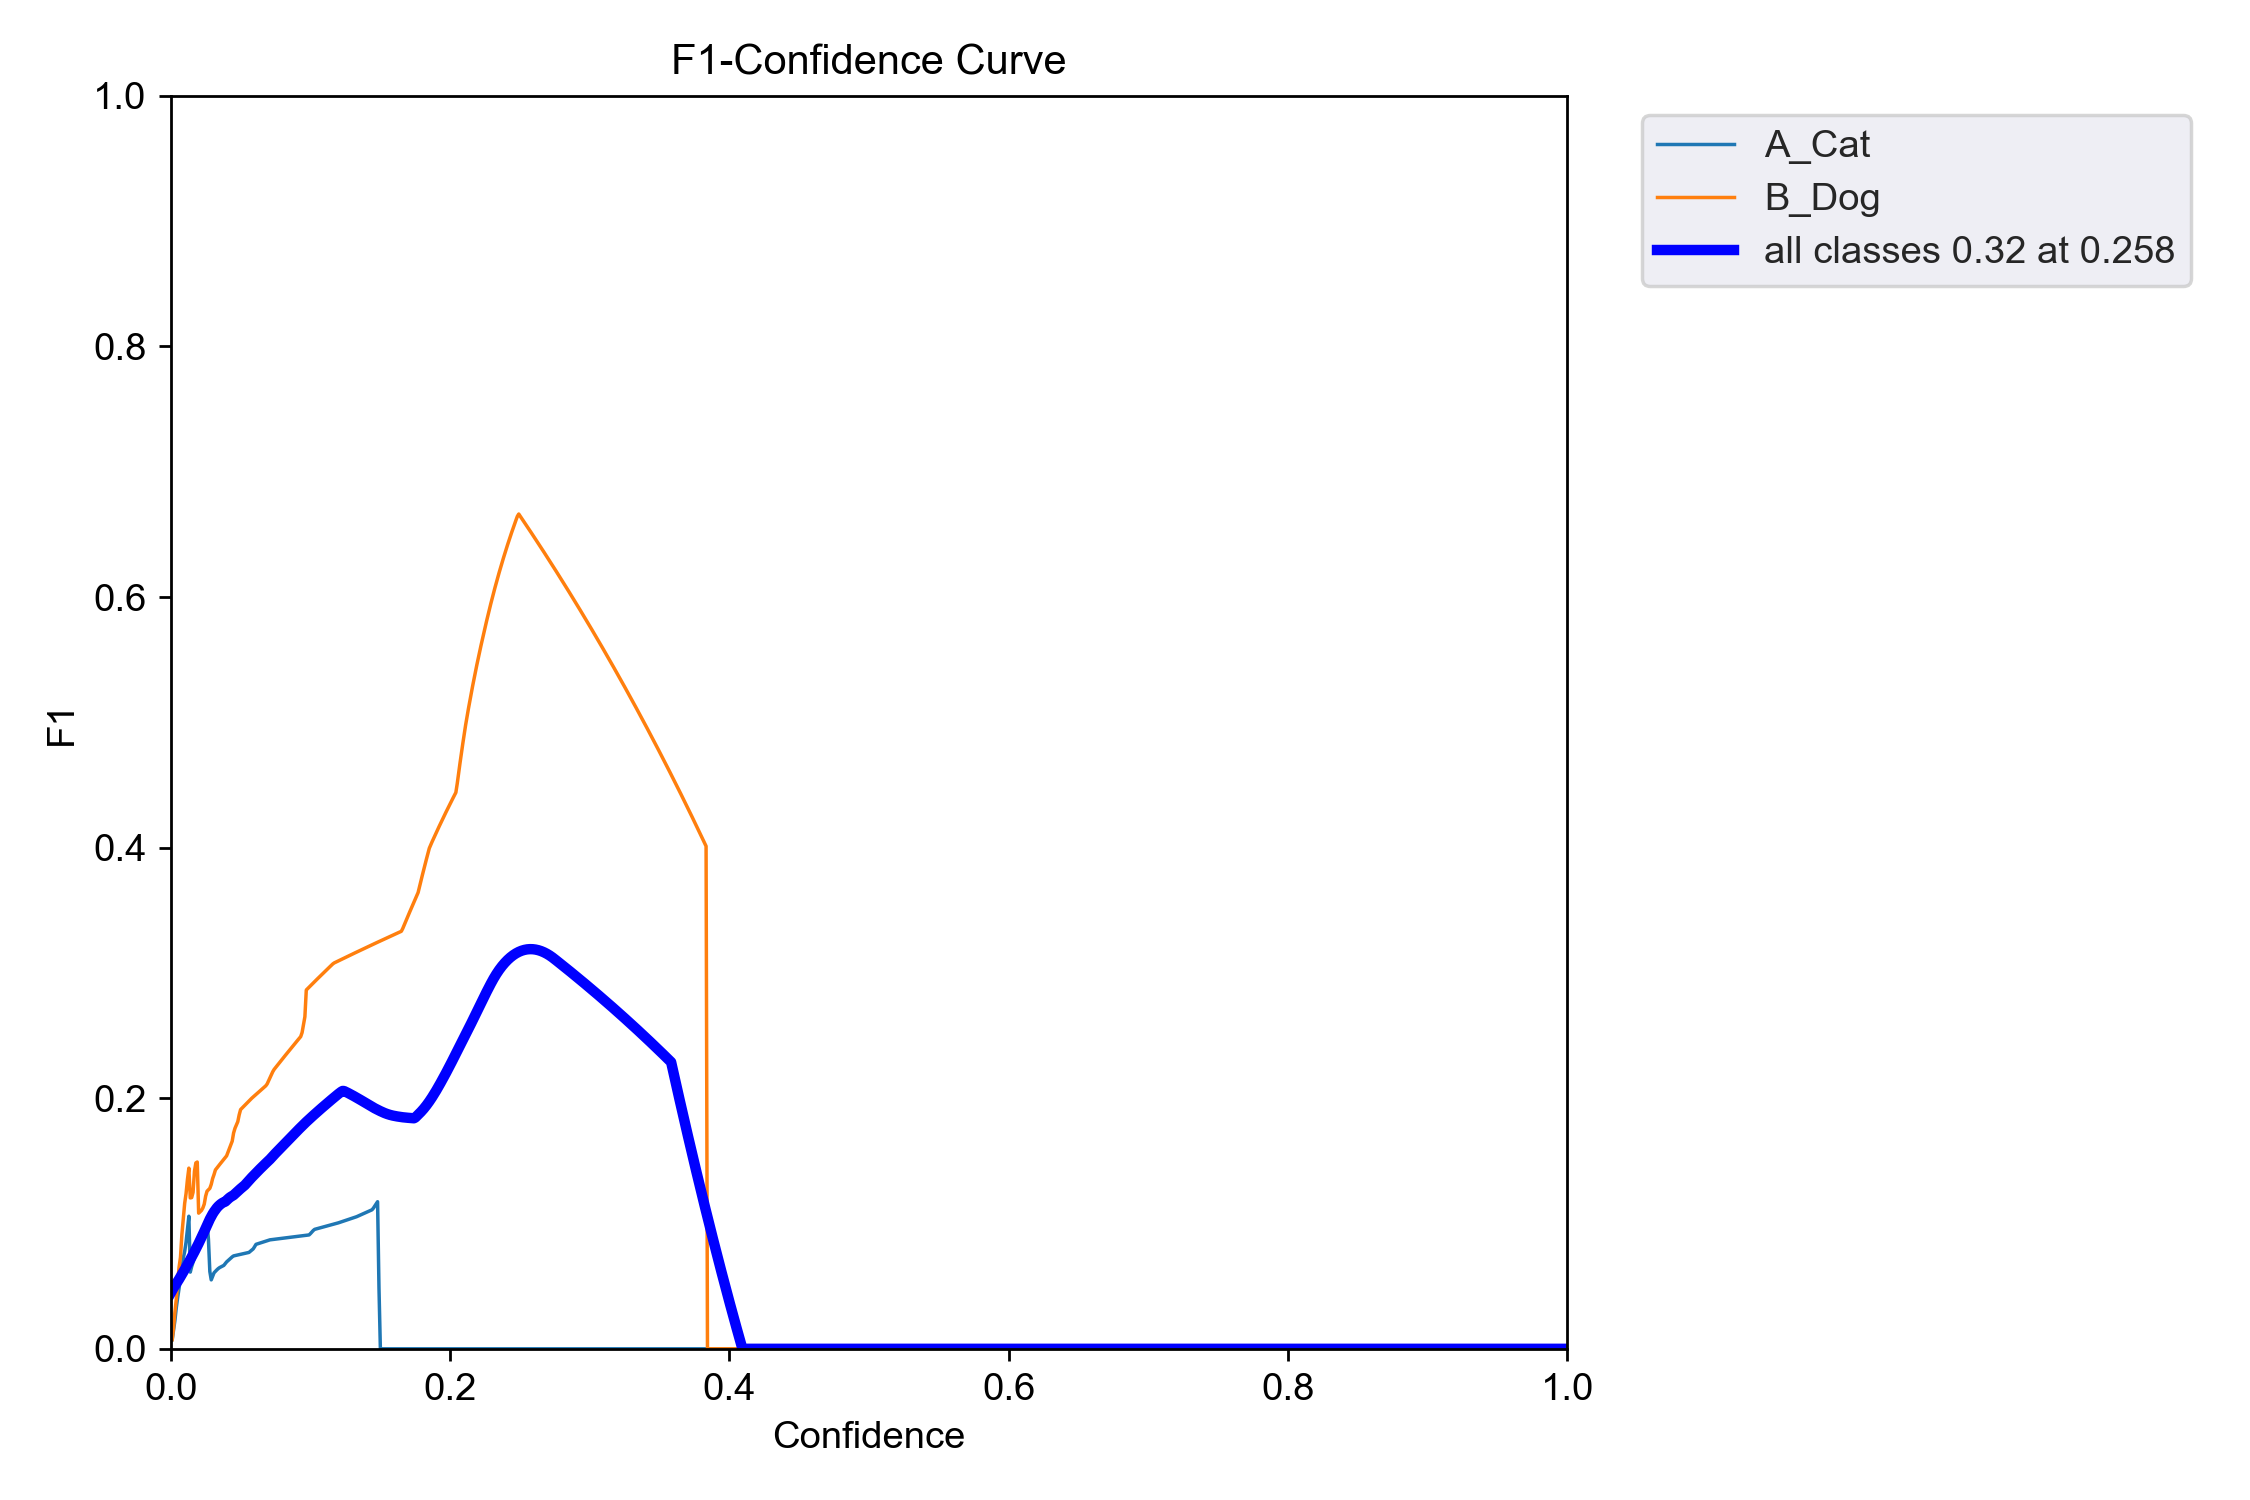 F1-Confidence Curve
1.0
0.8
0.6
0.4
0.2
0.0
F1
0.0 0.2 0.4 0.6 0.8 1.0
Confidence
A_Cat
B_Dog
all classes 0.32 at 0.258